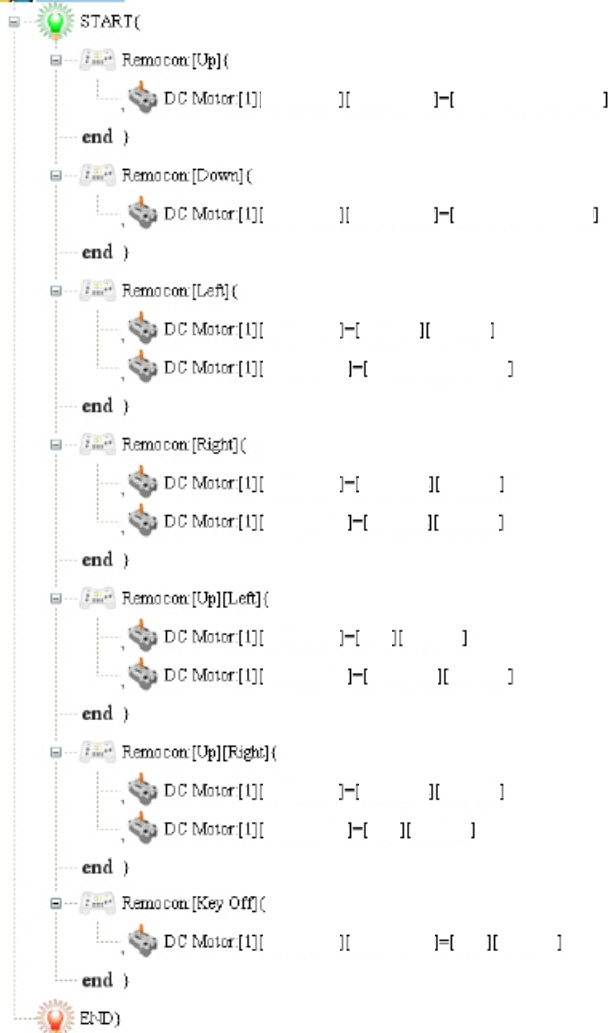 START{
Remocon:[Up]{
DC Motor:[1][ ][ ]=[ ]
end }
Remocon:[Down]{
DC Motor:[1][ ][ ]=[ ]
end }
Remocon:[Left]{
DC Motor:[1][ ]=[ ][ ]
DC Motor:[1][ ]=[ ]
end }
Remocon:[Right]{
DC Motor:[1][ ]=[ ][ ]
DC Motor:[1][ ]=[ ][ ]
end }
Remocon:[Up][Left]{
DC Motor:[1][ ]=[ ][ ]
DC Motor:[1][ ]=[ ][ ]
end }
Remocon:[Up][Right]{
DC Motor:[1][ ]=[ ][ ]
DC Motor:[1][ ]=[ ][ ]
end }
Remocon:[Key Off]{
DC Motor:[1][ ][ ]=[ ][ ]
end }
END}